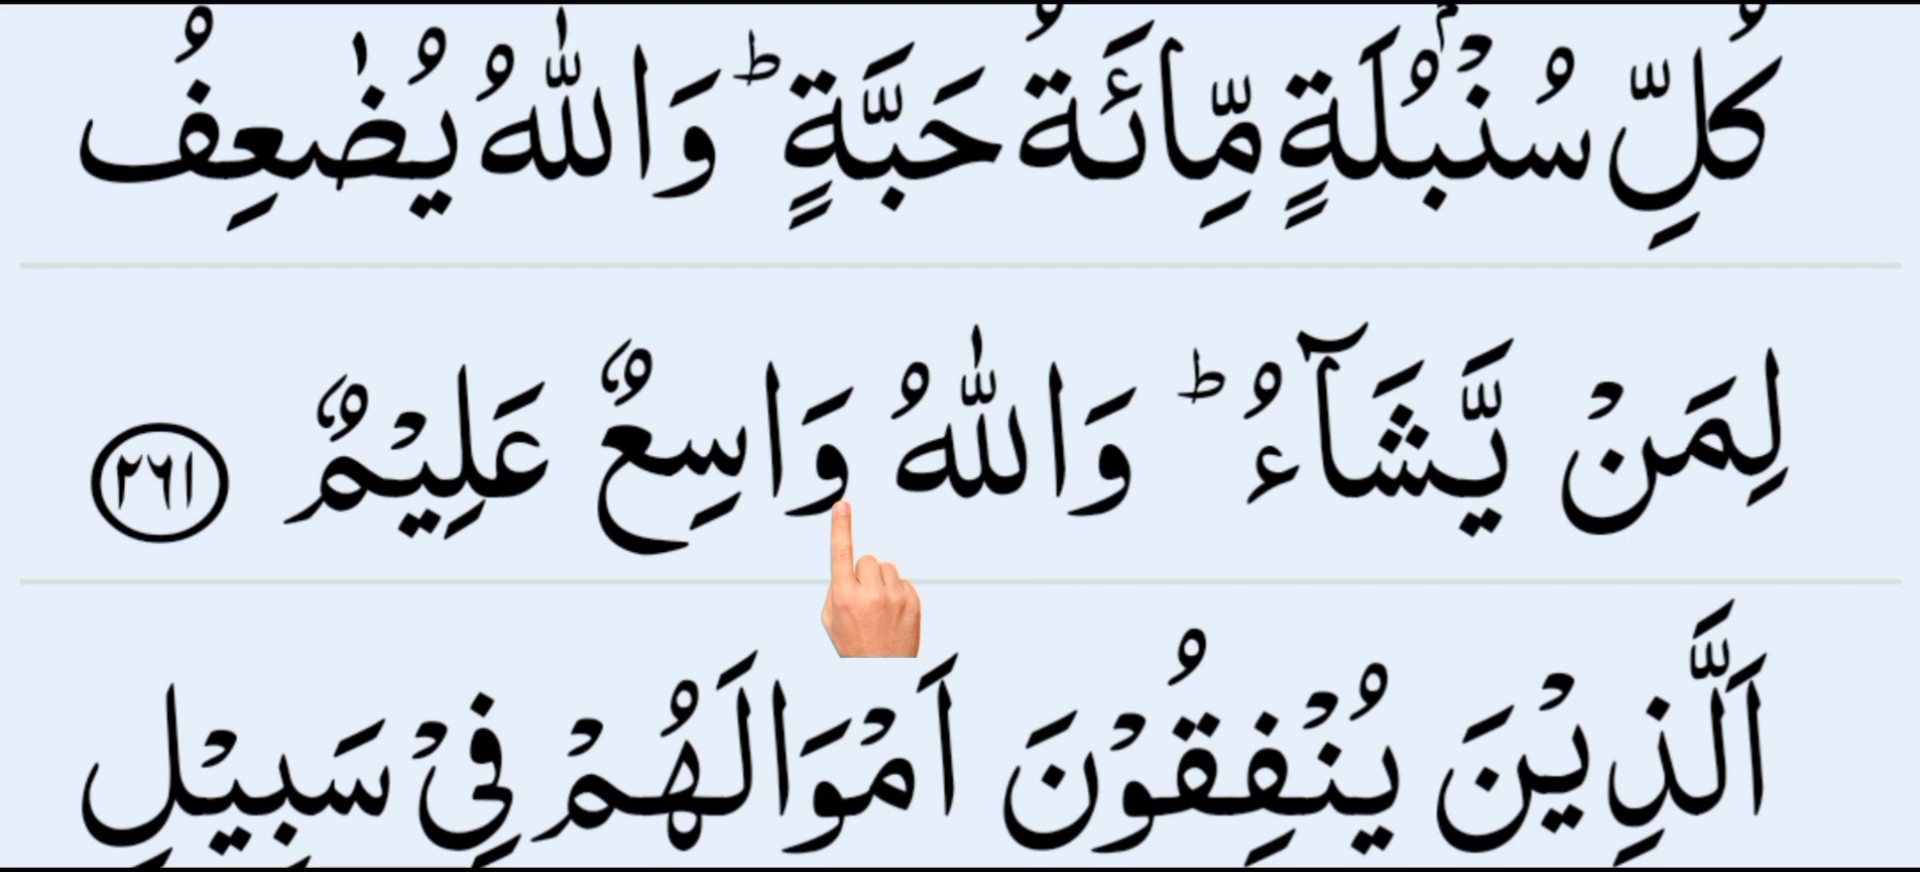 كُلِّ سُنْۢبُلَةٍ مِّائَةُ حَبَّةٍ ؕ وَاللّٰهُ يُضٰعِفُ
لِمَنْ يَّشَآءُ ؕ وَاللّٰهُ وَاسِعٌ عَلِيْمٌ ٢٦١
اَلَّذِيْنَ يُنْفِقُوْنَ اَمْوَالَهُمْ فِيْ سَبِيْلِ